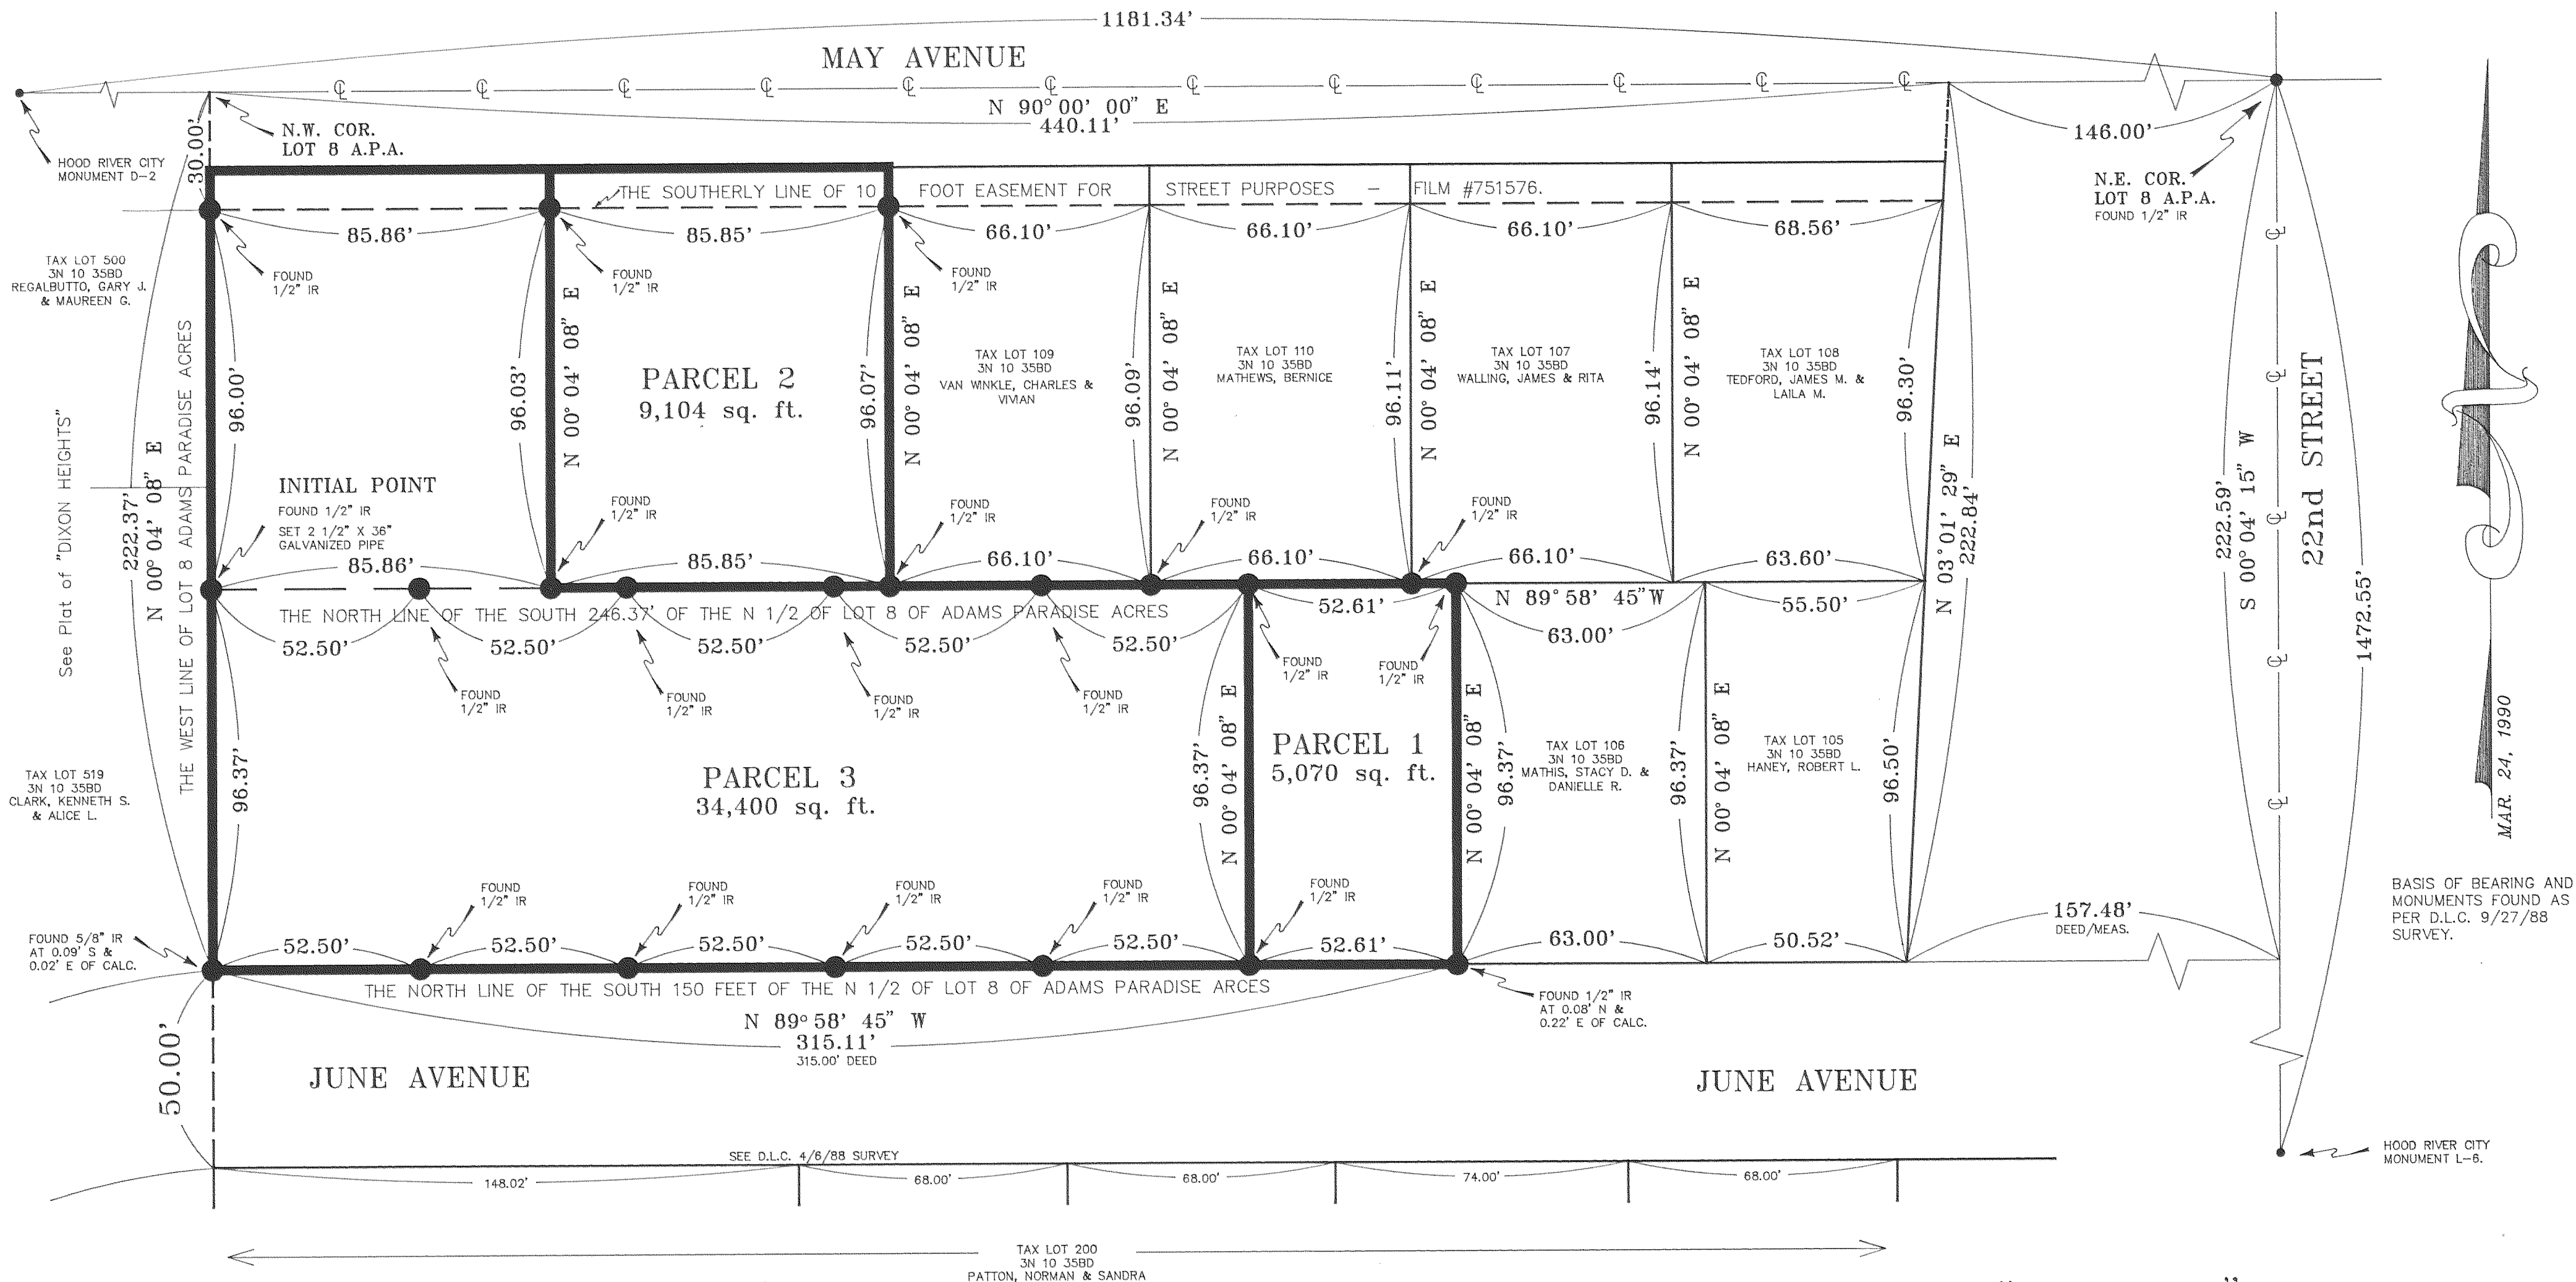 1181.34'
MAY AVENUE
℄ ℄ ℄ ℄ ℄ ℄ ℄ ℄ ℄ ℄ ℄ ℄
N 90° 00' 00" E
440.11'
146.00'
30.00'
N.W. COR.
LOT 8 A.P.A.
HOOD RIVER CITY
MONUMENT D-2
N.E. COR.
LOT 8 A.P.A.
FOUND 1/2" IR
THE SOUTHERLY LINE OF 10 FOOT EASEMENT FOR STREET PURPOSES - FILM #751576.
85.86' 85.85' 66.10' 66.10' 66.10' 68.56'
TAX LOT 500
3N 10 35BD
REGALBUTTO, GARY J.
& MAUREEN G.
FOUND
1/2" IR
FOUND
1/2" IR
FOUND
1/2" IR
THE WEST LINE OF LOT 8 ADAMS PARADISE ACRES
See Plat of "DIXON HEIGHTS"
222.37'
N 00° 04' 08" E
96.00'
96.03'
N 00° 04' 08" E
PARCEL 2
9,104 sq. ft.
96.07'
N 00° 04' 08" E
TAX LOT 109
3N 10 35BD
VAN WINKLE, CHARLES &
VIVIAN
96.09'
N 00° 04' 08" E
TAX LOT 110
3N 10 35BD
MATHEWS, BERNICE
96.11'
N 00° 04' 08" E
TAX LOT 107
3N 10 35BD
WALLING, JAMES & RITA
96.14'
N 00° 04' 08" E
TAX LOT 108
3N 10 35BD
TEDFORD, JAMES M. &
LAILA M.
96.30'
N 03° 01' 29" E
222.84'
222.59'
S 00° 04' 15" W
22nd STREET
1472.55'
INITIAL POINT
FOUND 1/2" IR
SET 2 1/2" X 36"
GALVANIZED PIPE
FOUND
1/2" IR
FOUND
1/2" IR
FOUND
1/2" IR
FOUND
1/2" IR
85.86' 85.85' 66.10' 66.10' 66.10' 63.60'
THE NORTH LINE OF THE SOUTH 246.37' OF THE N 1/2 OF LOT 8 OF ADAMS PARADISE ACRES
52.61'
N 89° 58' 45" W
55.50'
52.50' 52.50' 52.50' 52.50' 52.50' 63.00'
FOUND
1/2" IR
FOUND
1/2" IR
FOUND
1/2" IR
FOUND
1/2" IR
FOUND
1/2" IR
FOUND
1/2" IR
TAX LOT 519
3N 10 35BD
CLARK, KENNETH S.
& ALICE L.
96.37'
PARCEL 3
34,400 sq. ft.
96.37'
N 00° 04' 08" E
PARCEL 1
5,070 sq. ft.
N 00° 04' 08" E
96.37'
TAX LOT 106
3N 10 35BD
MATHIS, STACY D. &
DANIELLE R.
96.37'
N 00° 04' 08" E
TAX LOT 105
3N 10 35BD
HANEY, ROBERT L.
96.50'
MAR. 24, 1990
BASIS OF BEARING AND
MONUMENTS FOUND AS
PER D.L.C. 9/27/88
SURVEY.
FOUND
1/2" IR
FOUND
1/2" IR
FOUND
1/2" IR
FOUND
1/2" IR
FOUND
1/2" IR
FOUND 5/8" IR
AT 0.09' S &
0.02' E OF CALC.
52.50' 52.50' 52.50' 52.50' 52.50' 52.61' 63.00' 50.52'
157.48'
DEED/MEAS.
THE NORTH LINE OF THE SOUTH 150 FEET OF THE N 1/2 OF LOT 8 OF ADAMS PARADISE ARCES
FOUND 1/2" IR
AT 0.08' N &
0.22' E OF CALC.
N 89° 58' 45" W
315.11'
315.00' DEED
50.00'
JUNE AVENUE
JUNE AVENUE
SEE D.L.C. 4/6/88 SURVEY
148.02' 68.00' 68.00' 74.00' 68.00'
HOOD RIVER CITY
MONUMENT L-6.
TAX LOT 200
3N 10 35BD
PATTON, NORMAN & SANDRA